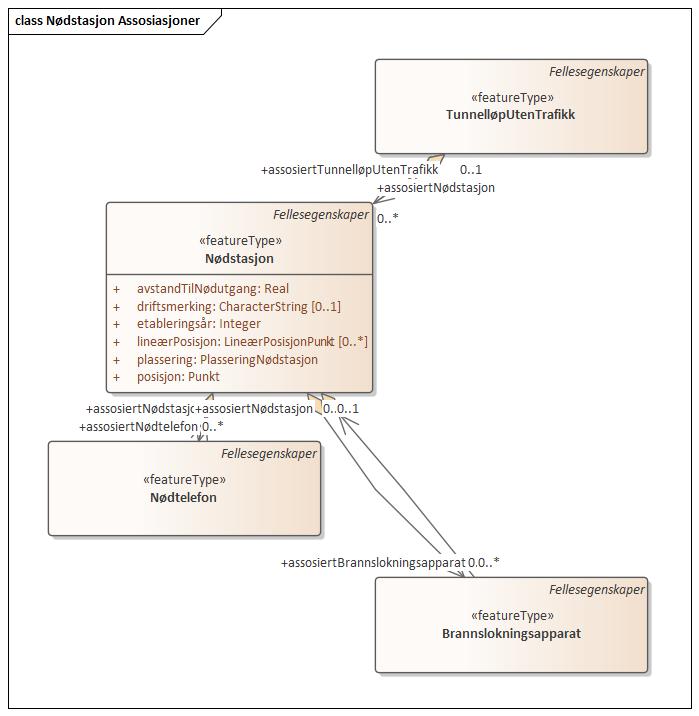 class Nødstasjon Assosiasjoner
Fellesegenskaper
«featureType»
TunnelløpUtenTrafikk
+assosiertTunnelløpUtenTrafikk 0..1
+assosiertNødstasjon
0..*
Fellesegenskaper
«featureType»
Nødstasjon
+ avstandTilNødutgang: Real
+ driftsmerking: CharacterString [0..1]
+ etableringsår: Integer
+ lineærPosisjon: LineærPosisjonPunkt [0..*]
+ plassering: PlasseringNødstasjon
+ posisjon: Punkt
+assosiertNødstasjo +assosiertNødstasjon 0..0..1
+assosiertNødtelefon 0..*
Fellesegenskaper
«featureType»
Nødtelefon
+assosiertBrannslokningsapparat 0.0..*
Fellesegenskaper
«featureType»
Brannslokningsapparat